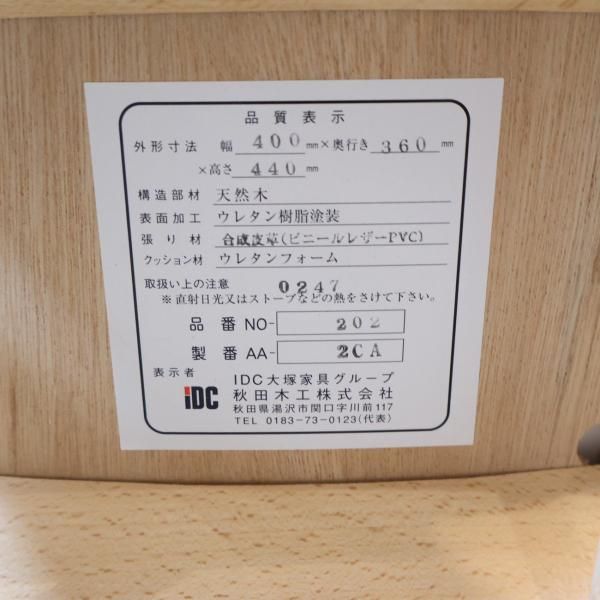 品質表示
外形寸法 幅 400 mm×奥行き 360 mm
×高さ 440 mm
構造部材 天然木
表面加工 ウレタン樹脂塗装
張り材 合成皮革(ビニールレザーPVC)
クッション材 ウレタンフォーム
取扱い上の注意 0247
※直射日光又はストーブなどの熱をさけて下さい。
品番 NO- 202
製番 AA- 2CA
表示者 IDC大塚家具グループ
IDC 秋田木工株式会社
秋田県湯沢市関口字川前117
TEL 0183-73-0123(代表)